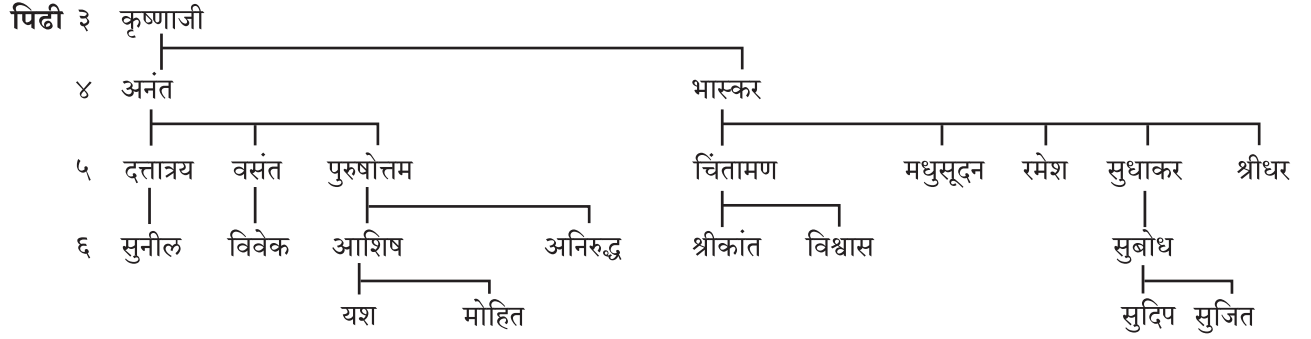 पिढी ३ कृष्णाजी
४ अनंत भास्कर
५ दत्तात्रय वसंत पुरुषोत्तम चिंतामण मधुसूदन रमेश सुधाकर श्रीधर
६ सुनील विवेक आशिष अनिरुद्ध श्रीकांत विश्वास सुबोध
यश मोहित सुदिप सुजित